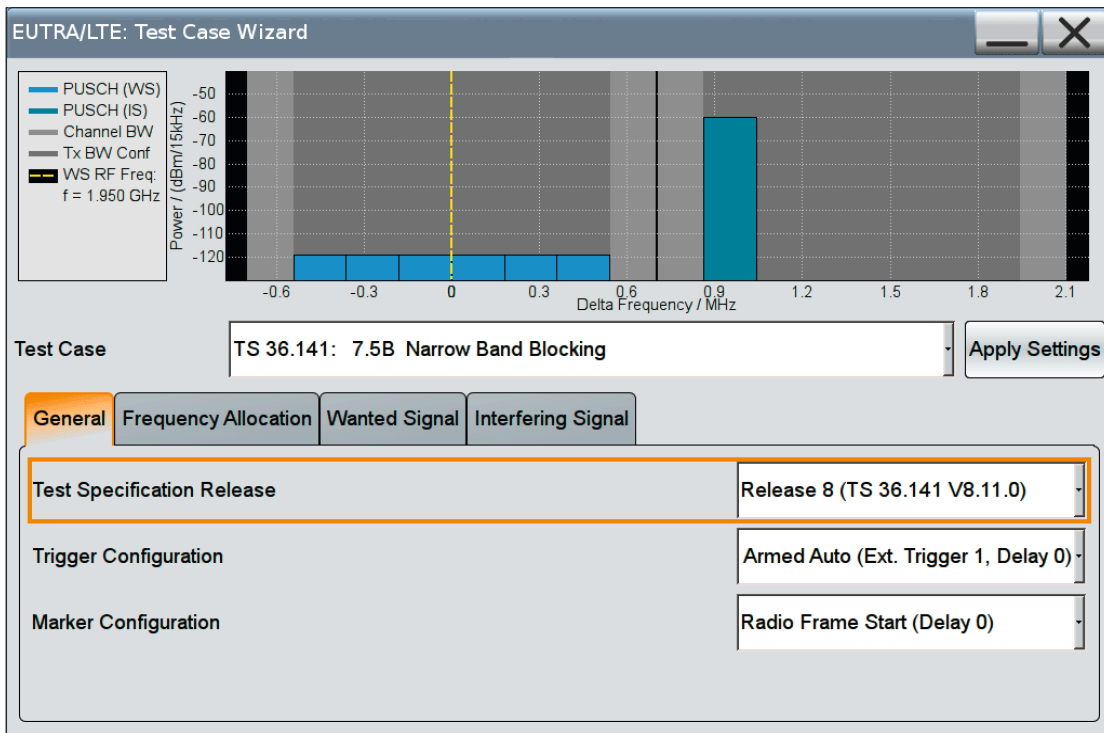 EUTRA/LTE: Test Case Wizard
PUSCH (WS)
PUSCH (IS)
Channel BW
Tx BW Conf
WS RF Freq:
f = 1.950 GHz
Power / (dBm/15kHz)
-50
-60
-70
-80
-90
-100
-110
-120
-0.6 -0.3 0 0.3 0.6 0.9 1.2 1.5 1.8 2.1
Delta Frequency / MHz
Test Case TS 36.141: 7.5B Narrow Band Blocking Apply Settings
General Frequency Allocation Wanted Signal Interfering Signal
Test Specification Release Release 8 (TS 36.141 V8.11.0)
Trigger Configuration Armed Auto (Ext. Trigger 1, Delay 0)
Marker Configuration Radio Frame Start (Delay 0)